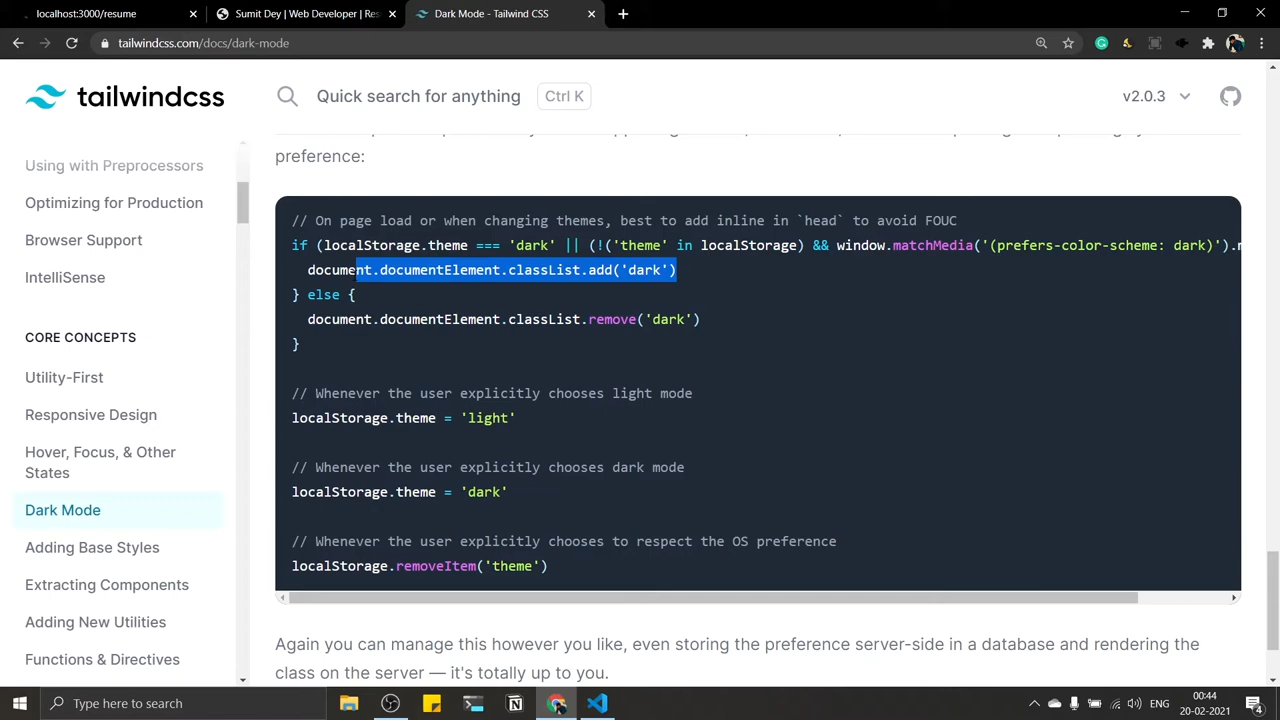 localhost:3000/resume
Sumit Dey | Web Developer | Res
Dark Mode - Tailwind CSS
tailwindcss.com/docs/dark-mode
tailwindcss
Quick search for anything
Ctrl K
v2.0.3
Using with Preprocessors
Optimizing for Production
Browser Support
IntelliSense
CORE CONCEPTS
Utility-First
Responsive Design
Hover, Focus, & Other
States
Dark Mode
Adding Base Styles
Extracting Components
Adding New Utilities
Functions & Directives
preference:
// On page load or when changing themes, best to add inline in `head` to avoid FOUC
if (localStorage.theme === 'dark' || (!('theme' in localStorage) && window.matchMedia('(prefers-color-scheme: dark)').
document.documentElement.classList.add('dark')
} else {
document.documentElement.classList.remove('dark')
}
// Whenever the user explicitly chooses light mode
localStorage.theme = 'light'
// Whenever the user explicitly chooses dark mode
localStorage.theme = 'dark'
// Whenever the user explicitly chooses to respect the OS preference
localStorage.removeItem('theme')
Again you can manage this however you like, even storing the preference server-side in a database and rendering the
class on the server — it's totally up to you.
Type here to search
ENG
00:44
20-02-2021
4